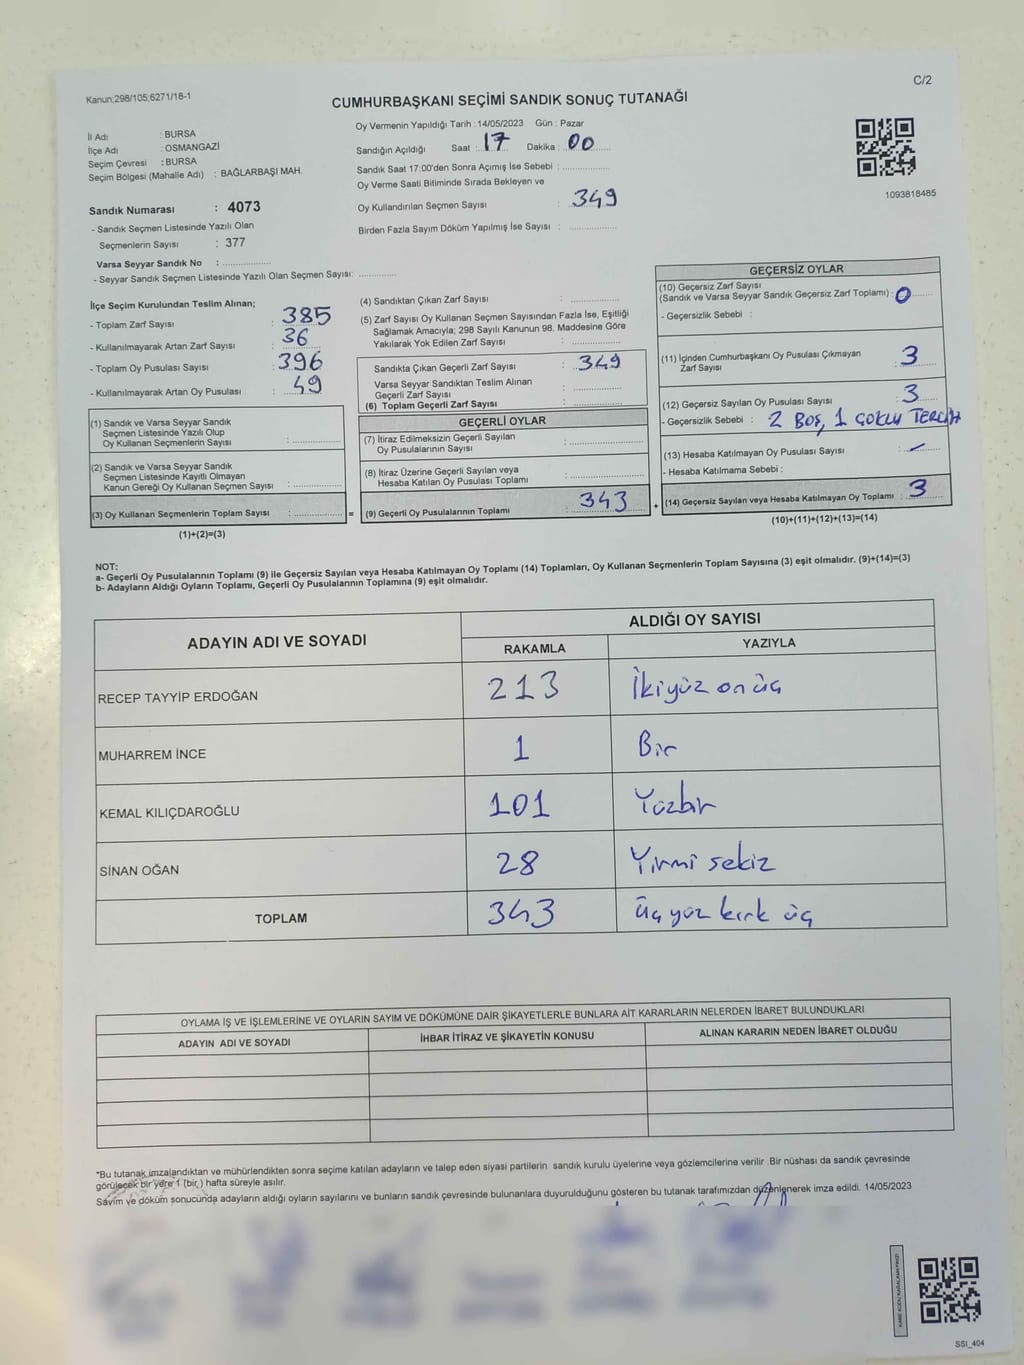 C/2
Kanun;298/105;6271/16-1
CUMHURBAŞKANI SEÇİMİ SANDIK SONUÇ TUTANAĞI
İl Adı : BURSA
İlçe Adı : OSMANGAZİ
Seçim Çevresi : BURSA
Seçim Bölgesi (Mahalle Adı) : BAĞLARBAŞI MAH.
Sandık Numarası : 4073
- Sandık Seçmen Listesinde Yazılı Olan
Seçmenlerin Sayısı : 377
Varsa Seyyar Sandık No :
- Seyyar Sandık Seçmen Listesinde Yazılı Olan Seçmen Sayısı:
Oy Vermenin Yapıldığı Tarih : 14/05/2023 Gün : Pazar
Sandığın Açıldığı Saat : 17 Dakika : 00
Sandık Saat 17:00'den Sonra Açımış İse Sebebi :
Oy Verme Saati Bitiminde Sırada Bekleyen ve
Oy Kullandırılan Seçmen Sayısı : 349
Birden Fazla Sayım Döküm Yapılmış İse Sayısı :
1093818485
İlçe Seçim Kurulundan Teslim Alınan;
- Toplam Zarf Sayısı : 385
- Kullanılmayarak Artan Zarf Sayısı : 36
- Toplam Oy Pusulası Sayısı : 396
- Kullanılmayarak Artan Oy Pusulası : 49
(1) Sandık ve Varsa Seyyar Sandık
Seçmen Listesinde Yazılı Olup
Oy Kullanan Seçmenlerin Sayısı :
(2) Sandık ve Varsa Seyyar Sandık
Seçmen Listesinde Kayıtlı Olmayan
Kanun Gereği Oy Kullanan Seçmen Sayısı :
(3) Oy Kullanan Seçmenlerin Toplam Sayısı : =
(1)+(2)=(3)
(4) Sandıktan Çıkan Zarf Sayısı :
(5) Zarf Sayısı Oy Kullanan Seçmen Sayısından Fazla İse, Eşitliği
Sağlamak Amacıyla; 298 Sayılı Kanunun 98. Maddesine Göre
Yakılarak Yok Edilen Zarf Sayısı :
Sandıkta Çıkan Geçerli Zarf Sayısı : 349
Varsa Seyyar Sandıktan Teslim Alınan
Geçerli Zarf Sayısı :
(6) Toplam Geçerli Zarf Sayısı :
GEÇERLİ OYLAR
(7) İtiraz Edilmeksizin Geçerli Sayılan
Oy Pusulalarının Sayısı :
(8) İtiraz Üzerine Geçerli Sayılan veya
Hesaba Katılan Oy Pusulası Toplamı :
(9) Geçerli Oy Pusulalarının Toplamı : 343 +
GEÇERSİZ OYLAR
(10) Geçersiz Zarf Sayısı
(Sandık ve Varsa Seyyar Sandık Geçersiz Zarf Toplamı) : 0
- Geçersizlik Sebebi :
(11) İçinden Cumhurbaşkanı Oy Pusulası Çıkmayan
Zarf Sayısı : 3
(12) Geçersiz Sayılan Oy Pusulası Sayısı : 3
- Geçersizlik Sebebi : 2 BOŞ, 1 ÇOKLU TERCİH
(13) Hesaba Katılmayan Oy Pusulası Sayısı : -
- Hesaba Katılmama Sebebi :
(14) Geçersiz Sayılan veya Hesaba Katılmayan Oy Toplamı : 3
(10)+(11)+(12)+(13)=(14)
NOT:
a- Geçerli Oy Pusulalarının Toplamı (9) ile Geçersiz Sayılan veya Hesaba Katılmayan Oy Toplamı (14) Toplamları, Oy Kullanan Seçmenlerin Toplam Sayısına (3) eşit olmalıdır. (9)+(14)=(3)
b- Adayların Aldığı Oyların Toplamı, Geçerli Oy Pusulalarının Toplamına (9) eşit olmalıdır.
ADAYIN ADI VE SOYADI
ALDIĞI OY SAYISI
RAKAMLA YAZIYLA
RECEP TAYYİP ERDOĞAN 213 İkiyüz on üç
MUHARREM İNCE 1 Bir
KEMAL KILIÇDAROĞLU 101 Yüzbir
SİNAN OĞAN 28 Yirmi sekiz
TOPLAM 343 Üç yüz kırk üç
OYLAMA İŞ VE İŞLEMLERİNE VE OYLARIN SAYIM VE DÖKÜMÜNE DAİR ŞİKAYETLERLE BUNLARA AİT KARARLARIN NELERDEN İBARET BULUNDUKLARI
ADAYIN ADI VE SOYADI İHBAR İTİRAZ VE ŞİKAYETİN KONUSU ALINAN KARARIN NEDEN İBARET OLDUĞU
*Bu tutanak imzalandıktan ve mühürlendikten sonra seçime katılan adayların ve talep eden siyasi partilerin sandık kurulu üyelerine veya gözlemcilerine verilir .Bir nüshası da sandık çevresinde
görülecek bir yere 1 (bir ) hafta süreyle asılır.
Sayim ve döküm sonucunda adayların aldığı oyların sayılarını ve bunların sandık çevresinde bulunanlara duyurulduğunu gösteren bu tutanak tarafımızdan düzenlenerek imza edildi. 14/05/2023
SSI_404